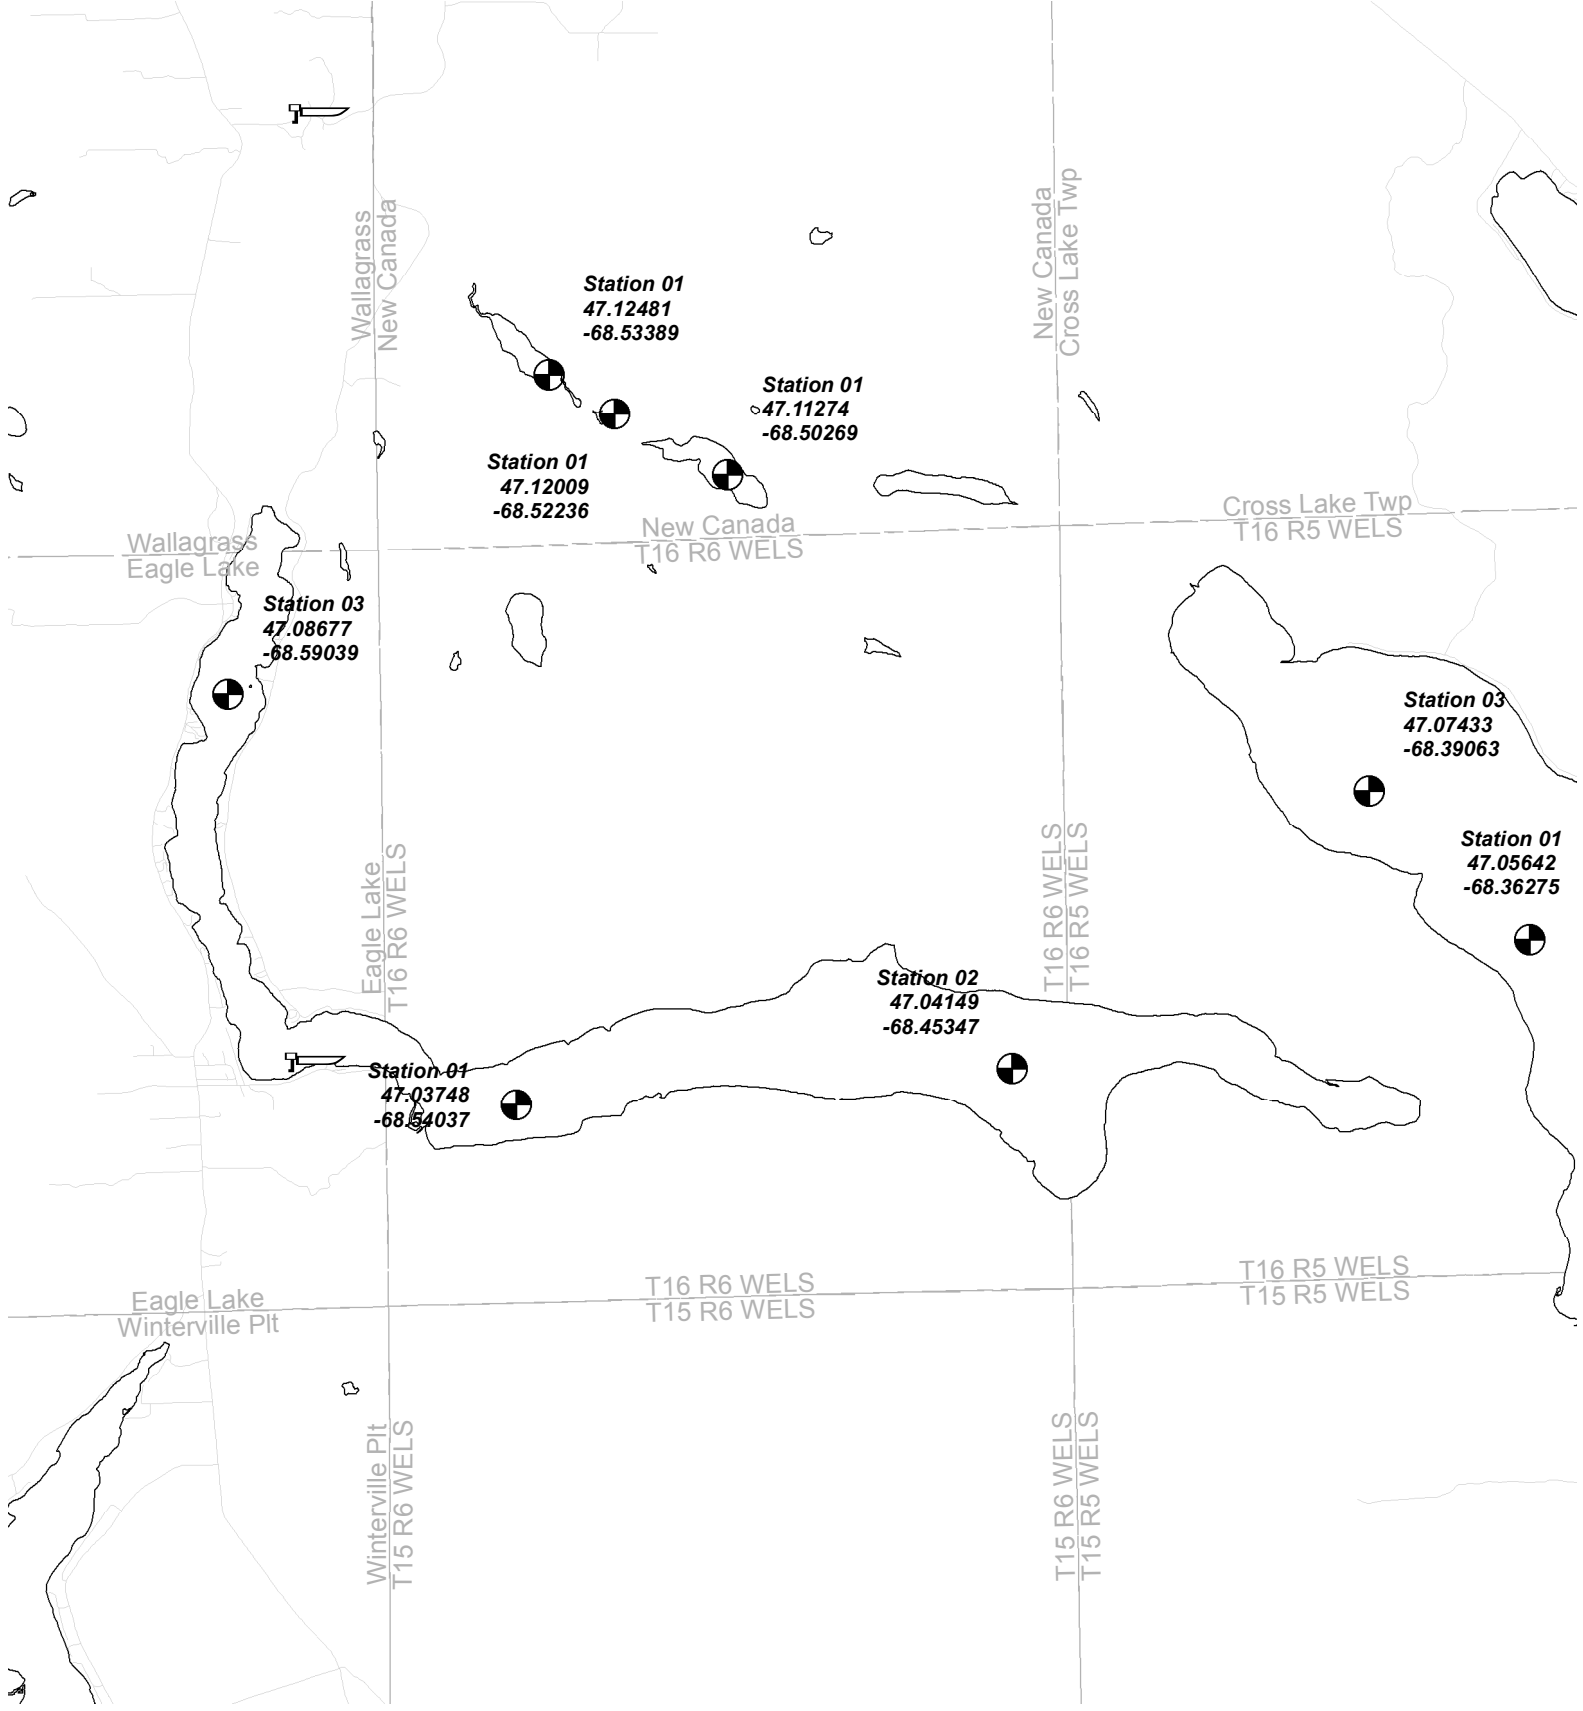 Wallagrass
New Canada
New Canada
Cross Lake Twp
Station 01
47.12481
-68.53389
Station 01
47.11274
-68.50269
Station 01
47.12009
-68.52236
Cross Lake Twp
T16 R5 WELS
New Canada
T16 R6 WELS
Wallagrass
Eagle Lake
Station 03
47.08677
-68.59039
Station 03
47.07433
-68.39063
Station 01
47.05642
-68.36275
Eagle Lake
T16 R6 WELS
T16 R6 WELS
T16 R5 WELS
Station 02
47.04149
-68.45347
Station 01
47.03748
-68.54037
T16 R5 WELS
T15 R5 WELS
T16 R6 WELS
T15 R6 WELS
Eagle Lake
Winterville Plt
Winterville Plt
T15 R6 WELS
T15 R6 WELS
T15 R5 WELS